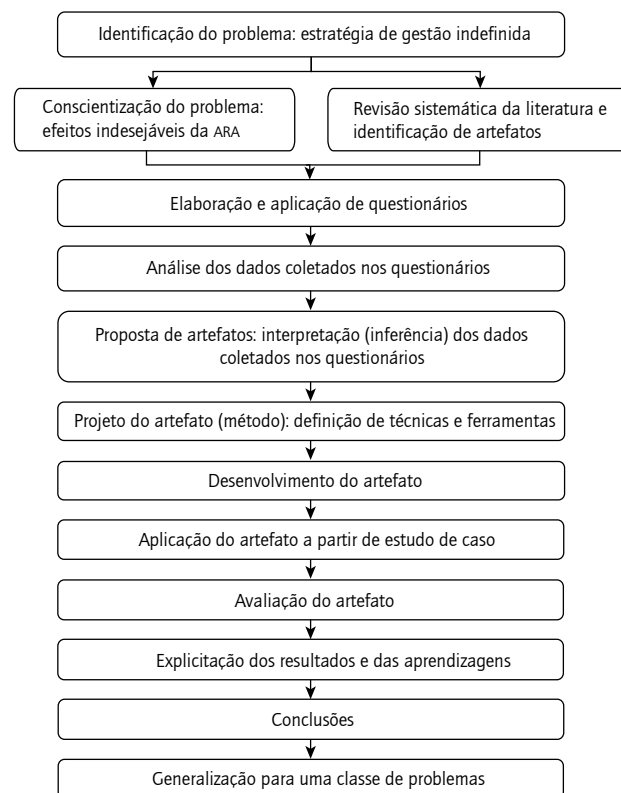 Identificação do problema: estratégia de gestão indefinida
Conscientização do problema:
efeitos indesejáveis da ARA
Revisão sistemática da literatura e
identificação de artefatos
Elaboração e aplicação de questionários
Análise dos dados coletados nos questionários
Proposta de artefatos: interpretação (inferência) dos dados
coletados nos questionários
Projeto do artefato (método): definição de técnicas e ferramentas
Desenvolvimento do artefato
Aplicação do artefato a partir de estudo de caso
Avaliação do artefato
Explicitação dos resultados e das aprendizagens
Conclusões
Generalização para uma classe de problemas